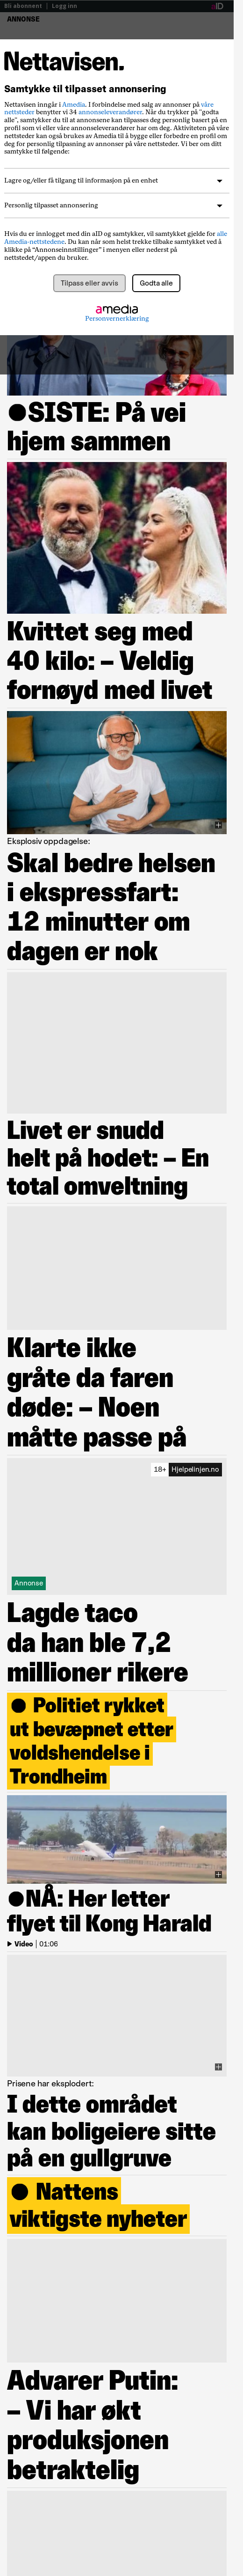 Bli abonnent | Logg inn
aID
ANNONSE
Nettavisen.
Samtykke til tilpasset annonsering
Nettavisen inngår i Amedia. I forbindelse med salg av annonser på våre
nettsteder benytter vi 34 annonseleverandører. Når du trykker på "godta
alle", samtykker du til at annonsene kan tilpasses deg personlig basert på din
profil som vi eller våre annonseleverandører har om deg. Aktiviteten på våre
nettsteder kan også brukes av Amedia til å bygge eller forbedre en profil om
deg for personlig tilpasning av annonser på våre nettsteder. Vi ber om ditt
samtykke til følgende:
Lagre og/eller få tilgang til informasjon på en enhet
Personlig tilpasset annonsering
Hvis du er innlogget med din aID og samtykker, vil samtykket gjelde for alle
Amedia-nettstedene. Du kan når som helst trekke tilbake samtykket ved å
klikke på “Annonseinnstillinger” i menyen eller nederst på
nettstedet/appen du bruker.
Tilpass eller avvis
Godta alle
amedia
Personvernerklæring
●SISTE: På vei
hjem sammen
Kvittet seg med
40 kilo: – Veldig
fornøyd med livet
Eksplosiv oppdagelse:
Skal bedre helsen
i ekspressfart:
12 minutter om
dagen er nok
Livet er snudd
helt på hodet: – En
total omveltning
Klarte ikke
gråte da faren
døde: – Noen
måtte passe på
18+ Hjelpelinjen.no
Annonse
Lagde taco
da han ble 7,2
millioner rikere
● Politiet rykket
ut bevæpnet etter
voldshendelse i
Trondheim
●NÅ: Her letter
flyet til Kong Harald
Video | 01:06
Prisene har eksplodert:
I dette området
kan boligeiere sitte
på en gullgruve
● Nattens
viktigste nyheter
Advarer Putin:
– Vi har økt
produksjonen
betraktelig